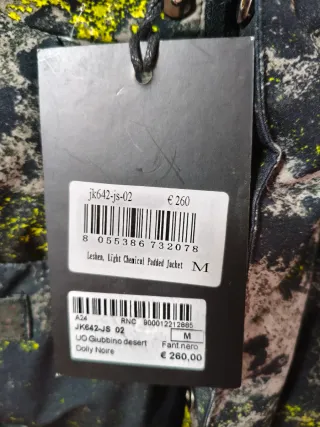 jk642-js-02 € 260
8 055386 732078
Leshen, Light Chemical Padded Jacket M
A24 RNC 900012212885
JK642-JS 02 M
UO Giubbino desert Fant nero
Dolly Noire € 260,00